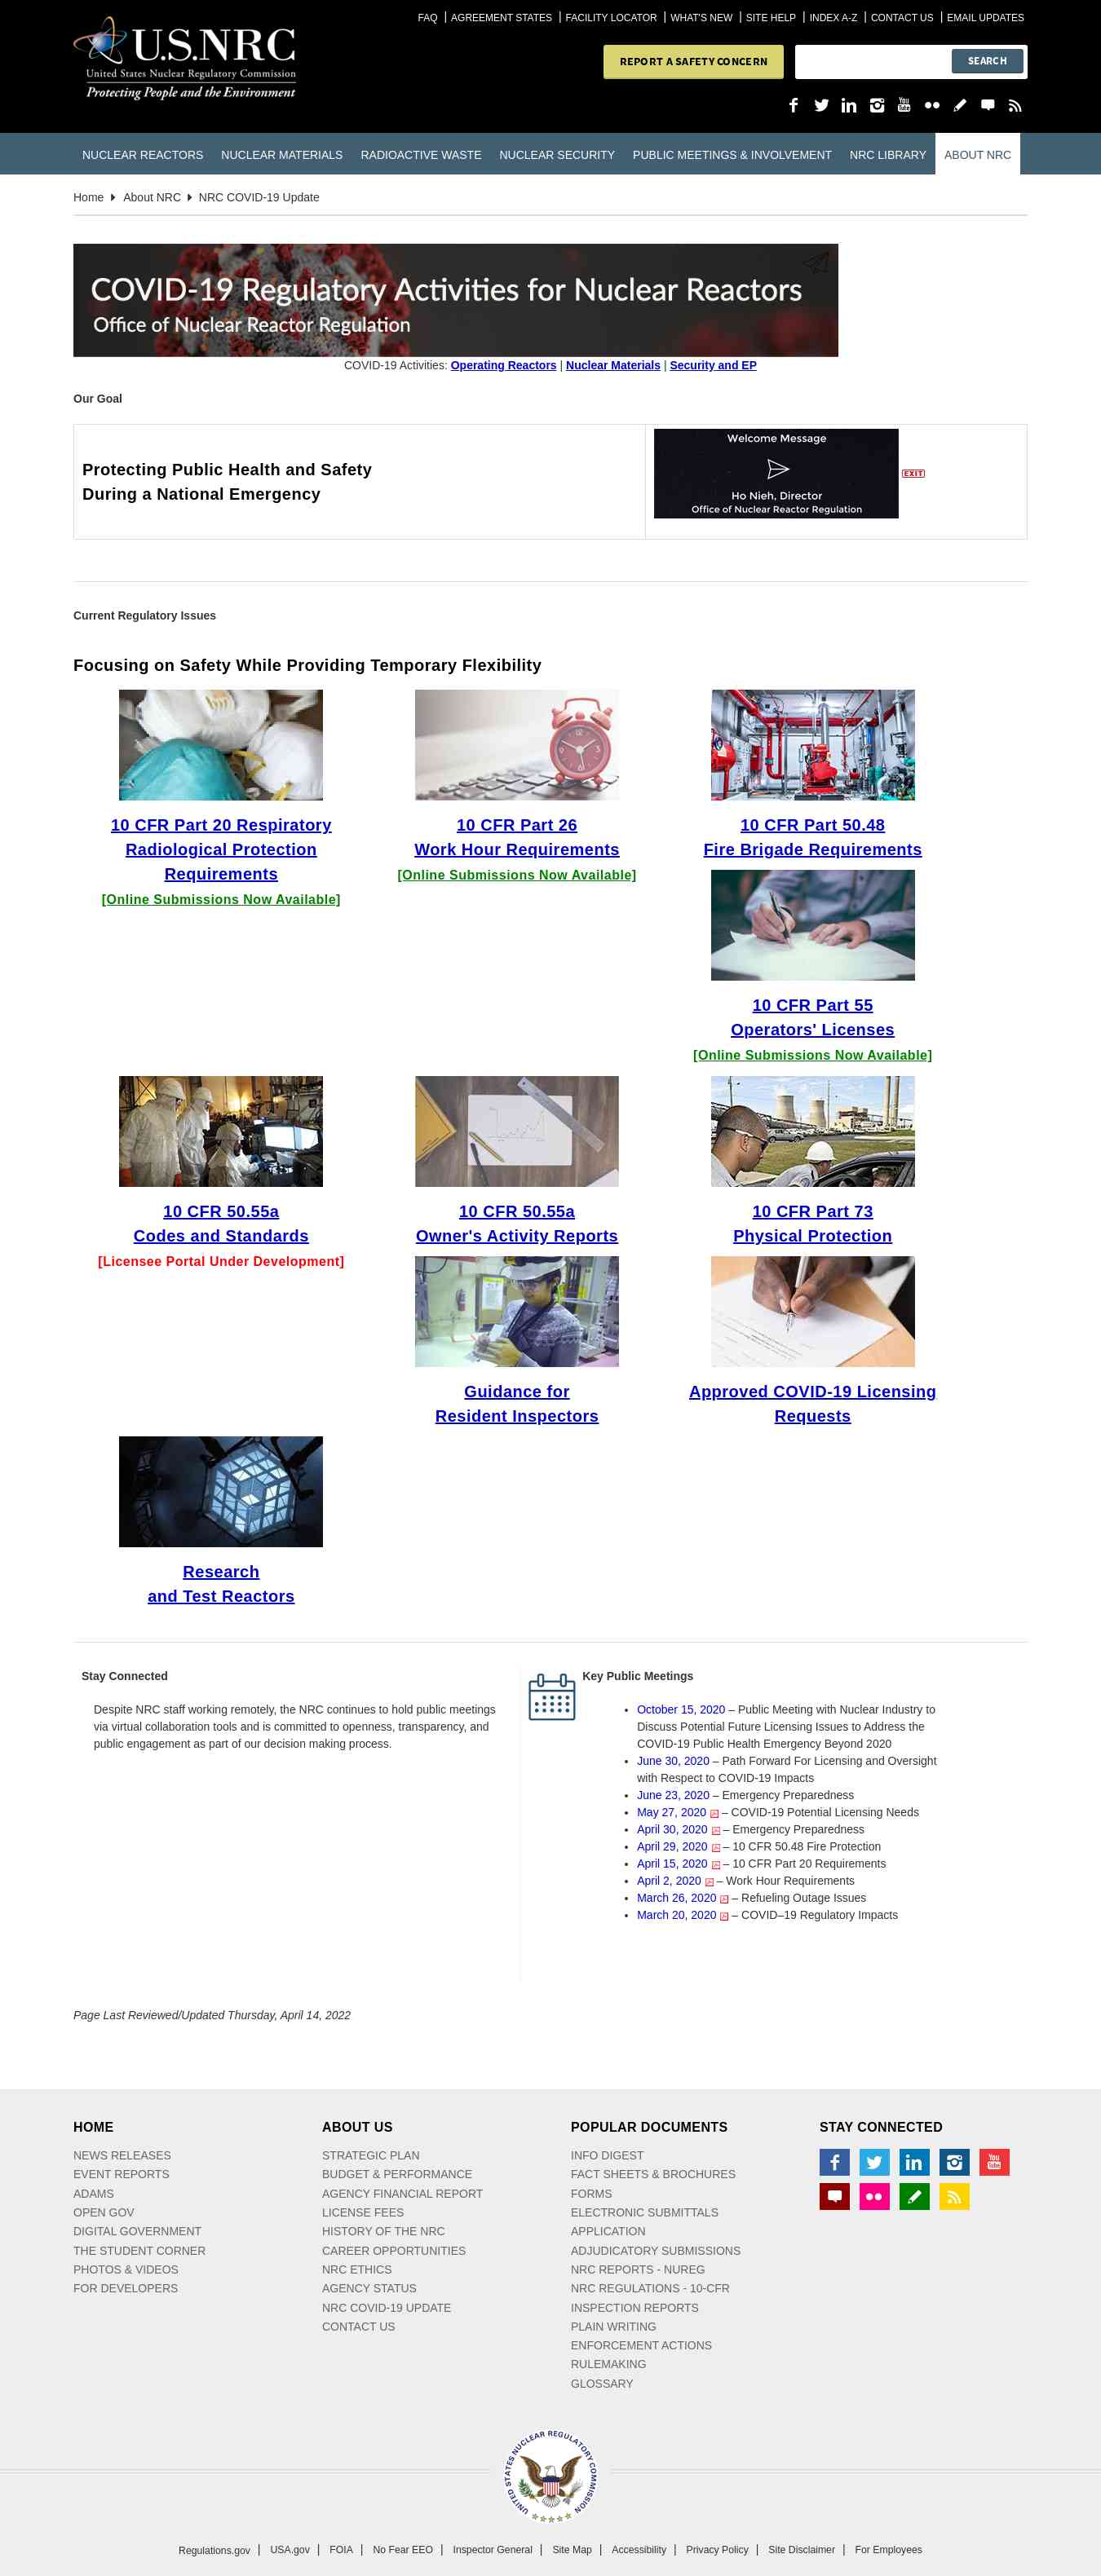 FAQ | AGREEMENT STATES | FACILITY LOCATOR | WHAT'S NEW | SITE HELP | INDEX A-Z | CONTACT US | EMAIL UPDATES
U.S.NRC
United States Nuclear Regulatory Commission
Protecting People and the Environment
REPORT A SAFETY CONCERN
SEARCH
NUCLEAR REACTORS NUCLEAR MATERIALS RADIOACTIVE WASTE NUCLEAR SECURITY PUBLIC MEETINGS & INVOLVEMENT NRC LIBRARY ABOUT NRC
Home About NRC NRC COVID-19 Update
COVID-19 Regulatory Activities for Nuclear Reactors
Office of Nuclear Reactor Regulation
COVID-19 Activities: Operating Reactors | Nuclear Materials | Security and EP
Our Goal
Protecting Public Health and Safety
During a National Emergency
Welcome Message
Ho Nieh, Director
Office of Nuclear Reactor Regulation
EXIT
Current Regulatory Issues
Focusing on Safety While Providing Temporary Flexibility
10 CFR Part 20 Respiratory
Radiological Protection
Requirements
[Online Submissions Now Available]
10 CFR Part 26
Work Hour Requirements
[Online Submissions Now Available]
10 CFR Part 50.48
Fire Brigade Requirements
10 CFR Part 55
Operators' Licenses
[Online Submissions Now Available]
10 CFR 50.55a
Codes and Standards
[Licensee Portal Under Development]
10 CFR 50.55a
Owner's Activity Reports
10 CFR Part 73
Physical Protection
Guidance for
Resident Inspectors
Approved COVID-19 Licensing
Requests
Research
and Test Reactors
Stay Connected
Despite NRC staff working remotely, the NRC continues to hold public meetings
via virtual collaboration tools and is committed to openness, transparency, and
public engagement as part of our decision making process.
Key Public Meetings
• October 15, 2020 – Public Meeting with Nuclear Industry to
Discuss Potential Future Licensing Issues to Address the
COVID-19 Public Health Emergency Beyond 2020
• June 30, 2020 – Path Forward For Licensing and Oversight
with Respect to COVID-19 Impacts
• June 23, 2020 – Emergency Preparedness
• May 27, 2020 – COVID-19 Potential Licensing Needs
• April 30, 2020 – Emergency Preparedness
• April 29, 2020 – 10 CFR 50.48 Fire Protection
• April 15, 2020 – 10 CFR Part 20 Requirements
• April 2, 2020 – Work Hour Requirements
• March 26, 2020 – Refueling Outage Issues
• March 20, 2020 – COVID–19 Regulatory Impacts
Page Last Reviewed/Updated Thursday, April 14, 2022
HOME
NEWS RELEASES
EVENT REPORTS
ADAMS
OPEN GOV
DIGITAL GOVERNMENT
THE STUDENT CORNER
PHOTOS & VIDEOS
FOR DEVELOPERS
ABOUT US
STRATEGIC PLAN
BUDGET & PERFORMANCE
AGENCY FINANCIAL REPORT
LICENSE FEES
HISTORY OF THE NRC
CAREER OPPORTUNITIES
NRC ETHICS
AGENCY STATUS
NRC COVID-19 UPDATE
CONTACT US
POPULAR DOCUMENTS
INFO DIGEST
FACT SHEETS & BROCHURES
FORMS
ELECTRONIC SUBMITTALS
APPLICATION
ADJUDICATORY SUBMISSIONS
NRC REPORTS - NUREG
NRC REGULATIONS - 10-CFR
INSPECTION REPORTS
PLAIN WRITING
ENFORCEMENT ACTIONS
RULEMAKING
GLOSSARY
STAY CONNECTED
UNITED STATES NUCLEAR REGULATORY COMMISSION
Regulations.gov | USA.gov | FOIA | No Fear EEO | Inspector General | Site Map | Accessibility | Privacy Policy | Site Disclaimer | For Employees